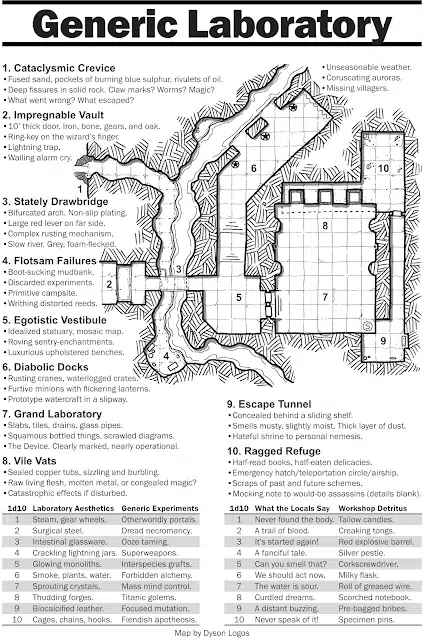 Generic Laboratory
1. Cataclysmic Crevice
• Fused sand, pockets of burning blue sulphur, rivulets of oil.
• Deep fissures in solid rock. Claw marks? Worms? Magic?
• What went wrong? What escaped?
• Unseasonable weather.
• Coruscating auroras.
• Missing villagers.
2. Impregnable Vault
• 10' thick door. Iron, bone, gears, and oak.
• Ring-key on the wizard's finger.
• Lightning trap.
• Wailing alarm cry.
3. Stately Drawbridge
• Bifurcated arch. Non-slip plating.
• Large red lever on far side.
• Complex rusting mechanism.
• Slow river. Grey, foam-flecked.
4. Flotsam Failures
• Boot-sucking mudbank.
• Discarded experiments.
• Primitive campsite.
• Writhing distorted reeds.
5. Egotistic Vestibule
• Idealized statuary, mosaic map.
• Roving sentry-enchantments.
• Luxurious upholstered benches.
6. Diabolic Docks
• Rusting cranes, waterlogged crates.
• Furtive minions with flickering lanterns.
• Prototype watercraft in a slipway.
7. Grand Laboratory
• Slabs, tiles, drains, glass pipes.
• Squamous bottled things, scrawled diagrams.
• The Device. Clearly marked, nearly operational.
8. Vile Vats
• Sealed copper tubs, sizzling and burbling.
• Raw living flesh, molten metal, or congealed magic?
• Catastrophic effects if disturbed.
9. Escape Tunnel
• Concealed behind a sliding shelf.
• Smells musty, slightly moist. Thick layer of dust.
• Hateful shrine to personal nemesis.
10. Ragged Refuge
• Half-read books, half-eaten delicacies.
• Emergency hatch/teleportation circle/airship.
• Scraps of past and future schemes.
• Mocking note to would-be assassins (details blank).
1
2
3
4
5
6
7
8
9
10
S
1d10 Laboratory Aesthetics Generic Experiments
1 Steam, gear wheels. Otherworldly portals.
2 Surgical steel. Dread necromancy.
3 Intestinal glassware. Ooze taming.
4 Crackling lightning jars. Superweapons.
5 Glowing monoliths. Interspecies grafts.
6 Smoke, plants, water. Forbidden alchemy.
7 Sprouting crystals. Mass mind control.
8 Thudding forges. Titanic golems.
9 Biocalcified leather. Focused mutation.
10 Cages, chains, hooks. Fiendish apotheosis.
1d10 What the Locals Say Workshop Detritus
1 Never found the body. Tallow candles.
2 A trail of blood. Creaking tongs.
3 It's started again! Red explosive barrel.
4 A fanciful tale. Silver pestle.
5 Can you smell that? Corkscrewdriver.
6 We should act now. Milky flask.
7 The water is sour. Roll of greased wire.
8 Curdled dreams. Scorched notebook.
9 A distant buzzing. Pre-bagged bribes.
10 Never speak of it! Specimen pins.
Map by Dyson Logos